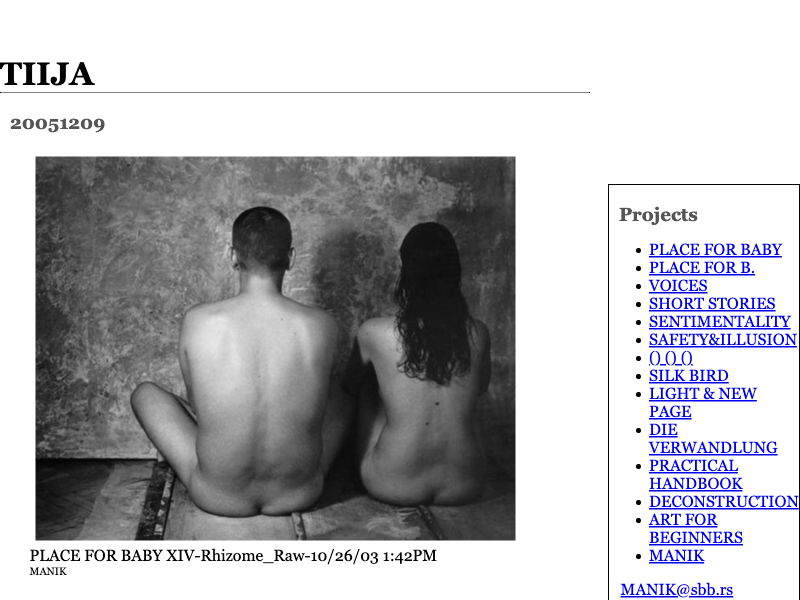 TIIJA
20051209
PLACE FOR BABY XIV-Rhizome_Raw-10/26/03 1:42PM
MANIK
Projects
PLACE FOR BABY
PLACE FOR B.
VOICES
SHORT STORIES
SENTIMENTALITY
SAFETY&ILLUSION
() () ()
SILK BIRD
LIGHT & NEW
PAGE
DIE
VERWANDLUNG
PRACTICAL
HANDBOOK
DECONSTRUCTION
ART FOR
BEGINNERS
MANIK
MANIK@sbb.rs